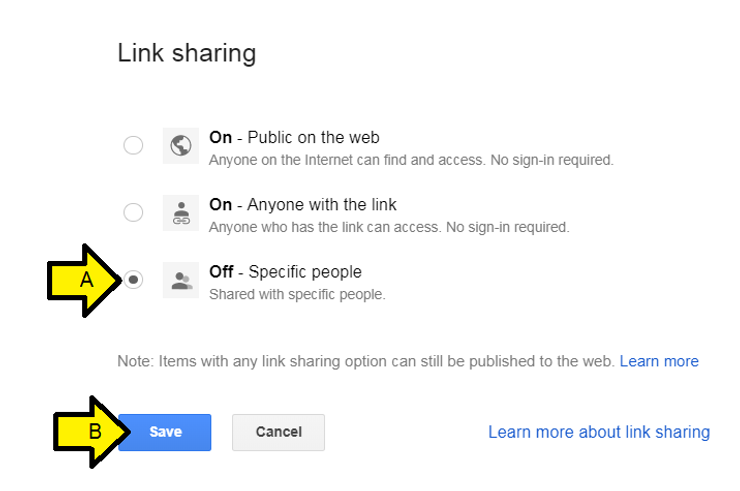 Link sharing
On - Public on the web
Anyone on the Internet can find and access. No sign-in required.
On - Anyone with the link
Anyone who has the link can access. No sign-in required.
A
Off - Specific people
Shared with specific people.
Note: Items with any link sharing option can still be published to the web. Learn more
B
Save
Cancel
Learn more about link sharing